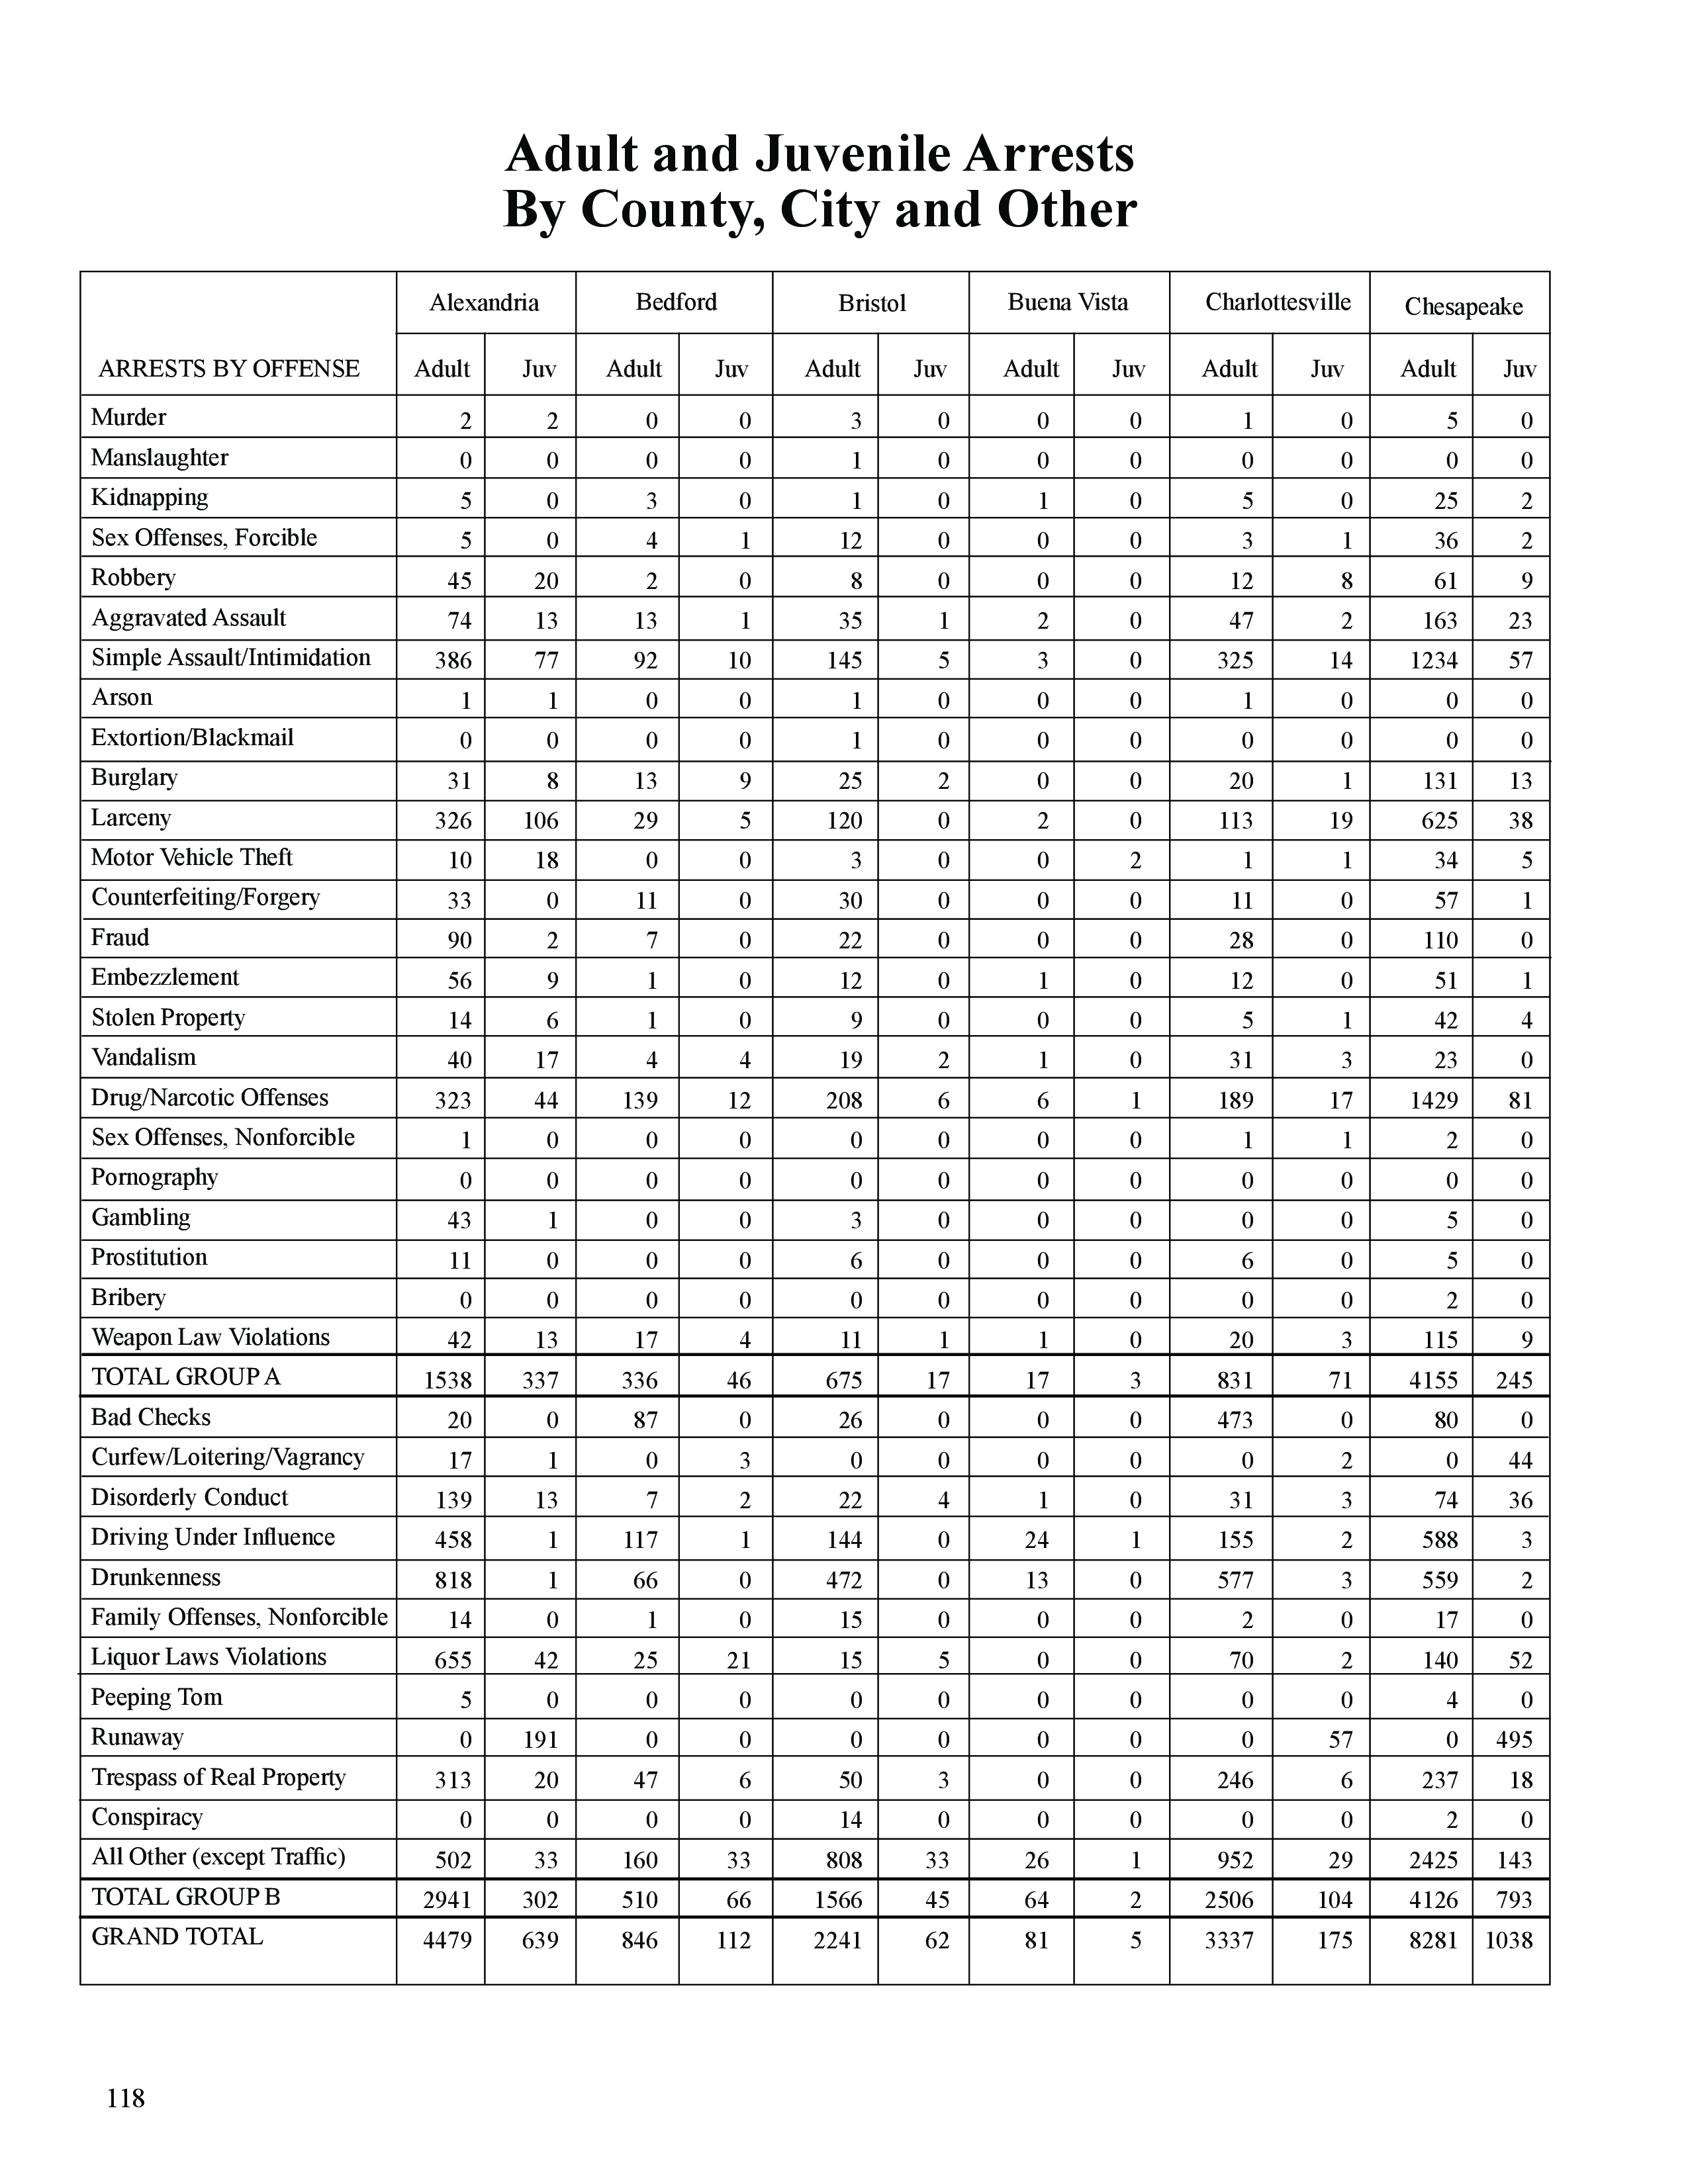 Adult and Juvenile Arrests
By County, City and Other
Alexandria Bedford Bristol Buena Vista Charlottesville Chesapeake
ARRESTS BY OFFENSE Adult Juv Adult Juv Adult Juv Adult Juv Adult Juv Adult Juv
Murder 2 2 0 0 3 0 0 0 1 0 5 0
Manslaughter 0 0 0 0 1 0 0 0 0 0 0 0
Kidnapping 5 0 3 0 1 0 1 0 5 0 25 2
Sex Offenses, Forcible 5 0 4 1 12 0 0 0 3 1 36 2
Robbery 45 20 2 0 8 0 0 0 12 8 61 9
Aggravated Assault 74 13 13 1 35 1 2 0 47 2 163 23
Simple Assault/Intimidation 386 77 92 10 145 5 3 0 325 14 1234 57
Arson 1 1 0 0 1 0 0 0 1 0 0 0
Extortion/Blackmail 0 0 0 0 1 0 0 0 0 0 0 0
Burglary 31 8 13 9 25 2 0 0 20 1 131 13
Larceny 326 106 29 5 120 0 2 0 113 19 625 38
Motor Vehicle Theft 10 18 0 0 3 0 0 2 1 1 34 5
Counterfeiting/Forgery 33 0 11 0 30 0 0 0 11 0 57 1
Fraud 90 2 7 0 22 0 0 0 28 0 110 0
Embezzlement 56 9 1 0 12 0 1 0 12 0 51 1
Stolen Property 14 6 1 0 9 0 0 0 5 1 42 4
Vandalism 40 17 4 4 19 2 1 0 31 3 23 0
Drug/Narcotic Offenses 323 44 139 12 208 6 6 1 189 17 1429 81
Sex Offenses, Nonforcible 1 0 0 0 0 0 0 0 1 1 2 0
Pornography 0 0 0 0 0 0 0 0 0 0 0 0
Gambling 43 1 0 0 3 0 0 0 0 0 5 0
Prostitution 11 0 0 0 6 0 0 0 6 0 5 0
Bribery 0 0 0 0 0 0 0 0 0 0 2 0
Weapon Law Violations 42 13 17 4 11 1 1 0 20 3 115 9
TOTAL GROUP A 1538 337 336 46 675 17 17 3 831 71 4155 245
Bad Checks 20 0 87 0 26 0 0 0 473 0 80 0
Curfew/Loitering/Vagrancy 17 1 0 3 0 0 0 0 0 2 0 44
Disorderly Conduct 139 13 7 2 22 4 1 0 31 3 74 36
Driving Under Influence 458 1 117 1 144 0 24 1 155 2 588 3
Drunkenness 818 1 66 0 472 0 13 0 577 3 559 2
Family Offenses, Nonforcible 14 0 1 0 15 0 0 0 2 0 17 0
Liquor Laws Violations 655 42 25 21 15 5 0 0 70 2 140 52
Peeping Tom 5 0 0 0 0 0 0 0 0 0 4 0
Runaway 0 191 0 0 0 0 0 0 0 57 0 495
Trespass of Real Property 313 20 47 6 50 3 0 0 246 6 237 18
Conspiracy 0 0 0 0 14 0 0 0 0 0 2 0
All Other (except Traffic) 502 33 160 33 808 33 26 1 952 29 2425 143
TOTAL GROUP B 2941 302 510 66 1566 45 64 2 2506 104 4126 793
GRAND TOTAL 4479 639 846 112 2241 62 81 5 3337 175 8281 1038
118